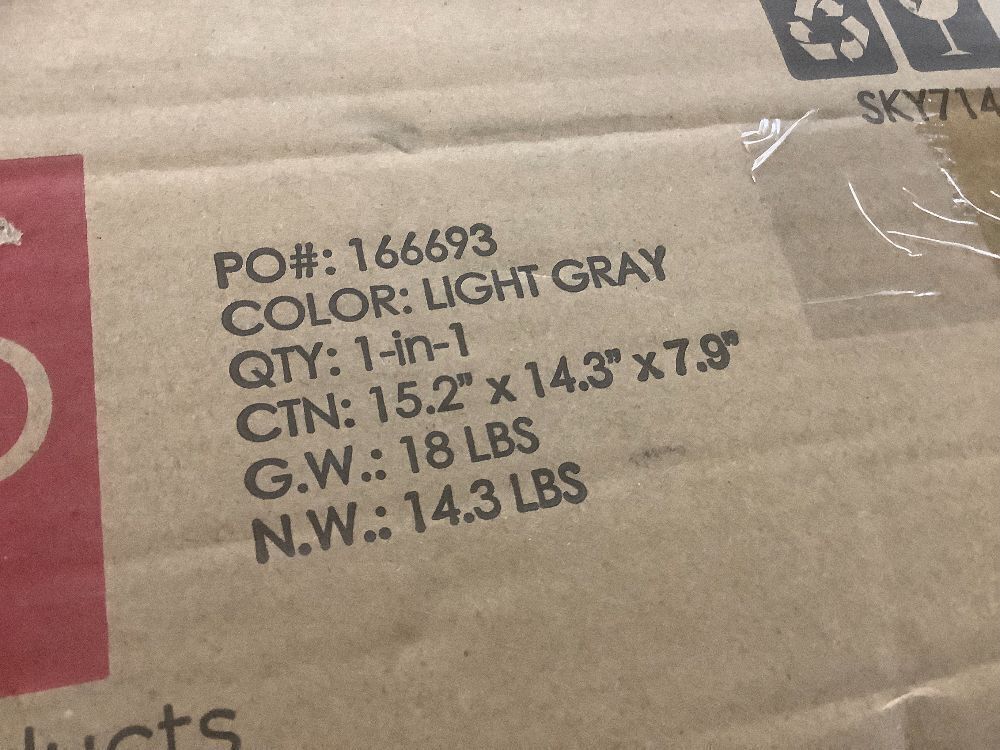 SKY714
PO#: 166693
COLOR: LIGHT GRAY
QTY: 1-in-1
CTN: 15.2" x 14.3" x 7.9"
G.W.: 18 LBS
N.W.: 14.3 LBS